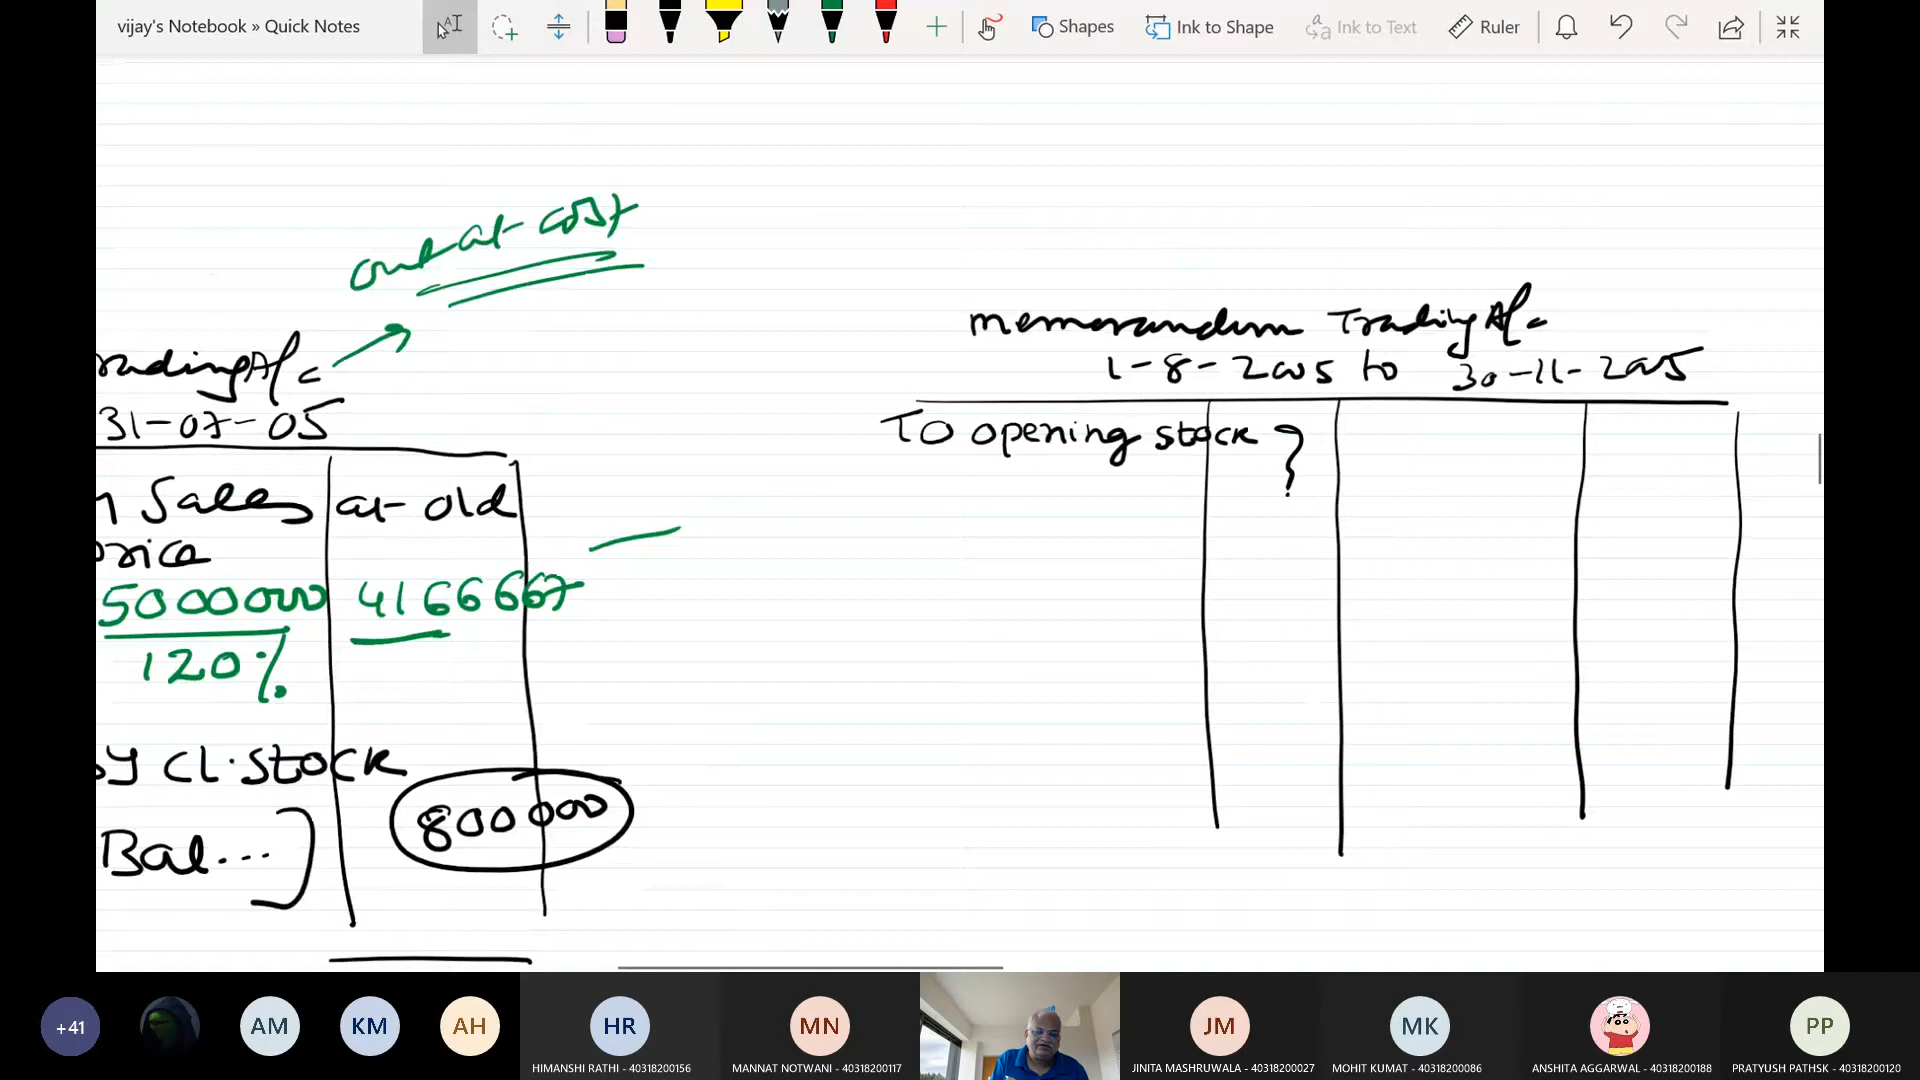 vijay's Notebook » Quick Notes
Shapes
Ink to Shape
Ink to Text
Ruler
at cost
Trading A/c
31-07-05
Sales at old
price
5000000 4166667
120%
By Cl. Stock
800000
Bal...
memorandum Trading A/c
1-8-2005 to 30-11-2005
To opening stock ?
+41
AM
KM
AH
HR
HIMANSHI RATHI - 40318200156
MN
MANNAT NOTWANI - 40318200117
JM
JINITA MASHRUWALA - 40318200027
MK
MOHIT KUMAT - 40318200086
ANSHITA AGGARWAL - 40318200188
PP
PRATYUSH PATHSK - 40318200120